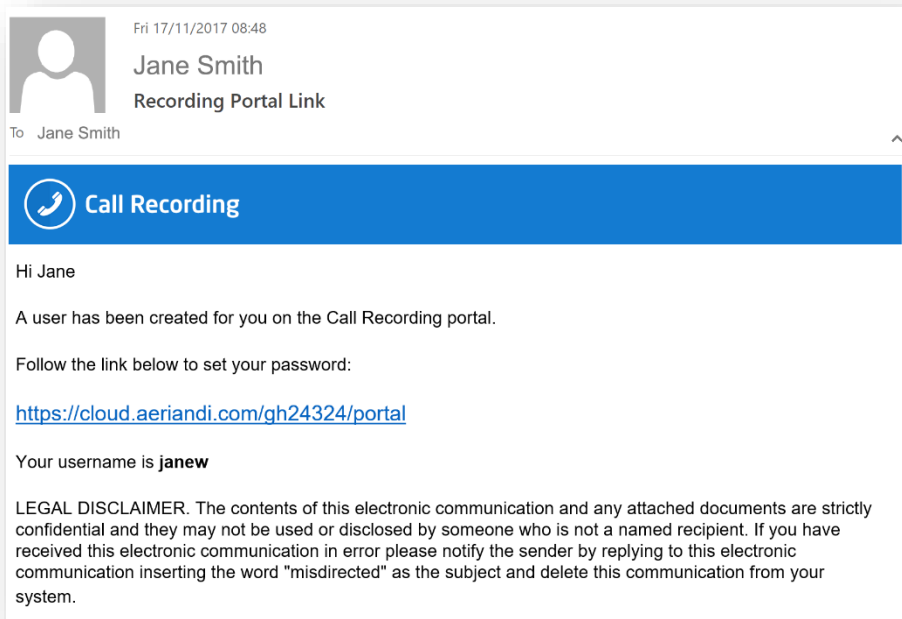 Fri 17/11/2017 08:48
Jane Smith
Recording Portal Link
To Jane Smith
Call Recording
Hi Jane
A user has been created for you on the Call Recording portal.
Follow the link below to set your password:
https://cloud.aeriandi.com/gh24324/portal
Your username is janew
LEGAL DISCLAIMER. The contents of this electronic communication and any attached documents are strictly
confidential and they may not be used or disclosed by someone who is not a named recipient. If you have
received this electronic communication in error please notify the sender by replying to this electronic
communication inserting the word "misdirected" as the subject and delete this communication from your
system.